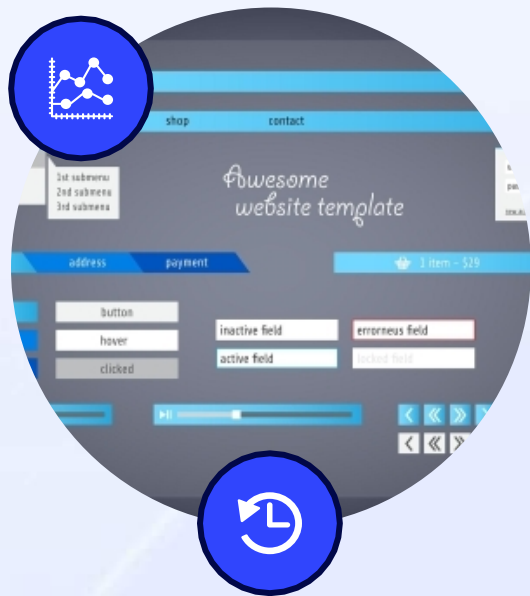 shop contact
1st submenu
2nd submenu
3rd submenu
Awesome
website template
address payment
1 item - $29
button
hover
clicked
inactive field errorneus field
active field locked field